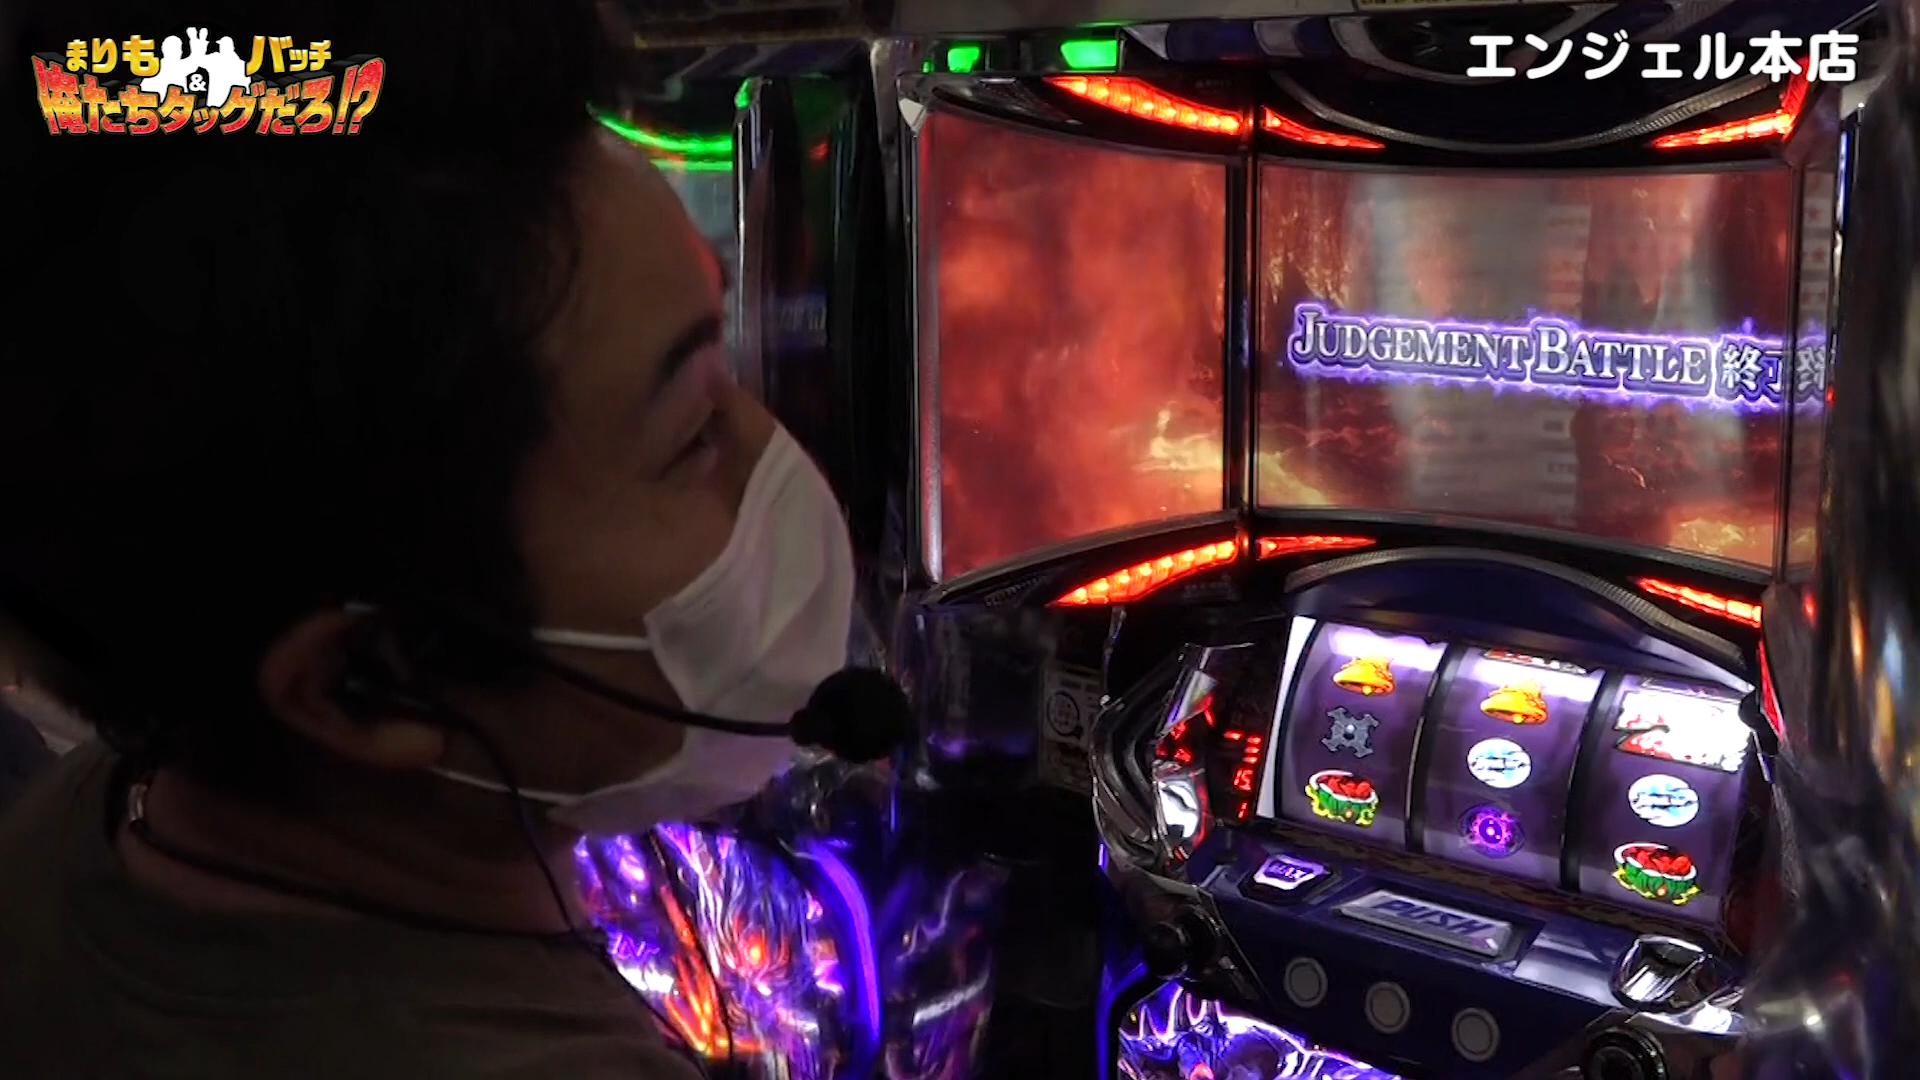 まりも & バッチ
俺たちタッグだろ!?
エンジェル本店
JUDGEMENT BATTLE 終了
MAX
PUSH